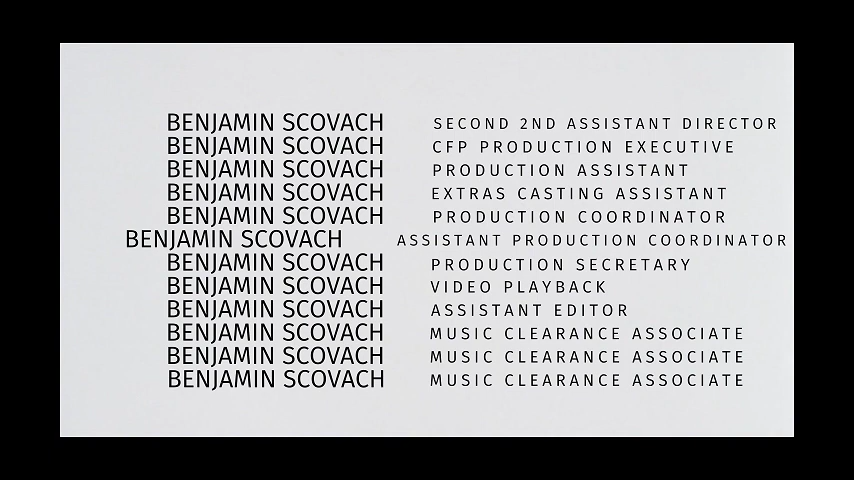 BENJAMIN SCOVACH SECOND 2ND ASSISTANT DIRECTOR
BENJAMIN SCOVACH CFP PRODUCTION EXECUTIVE
BENJAMIN SCOVACH PRODUCTION ASSISTANT
BENJAMIN SCOVACH EXTRAS CASTING ASSISTANT
BENJAMIN SCOVACH PRODUCTION COORDINATOR
BENJAMIN SCOVACH ASSISTANT PRODUCTION COORDINATOR
BENJAMIN SCOVACH PRODUCTION SECRETARY
BENJAMIN SCOVACH VIDEO PLAYBACK
BENJAMIN SCOVACH ASSISTANT EDITOR
BENJAMIN SCOVACH MUSIC CLEARANCE ASSOCIATE
BENJAMIN SCOVACH MUSIC CLEARANCE ASSOCIATE
BENJAMIN SCOVACH MUSIC CLEARANCE ASSOCIATE